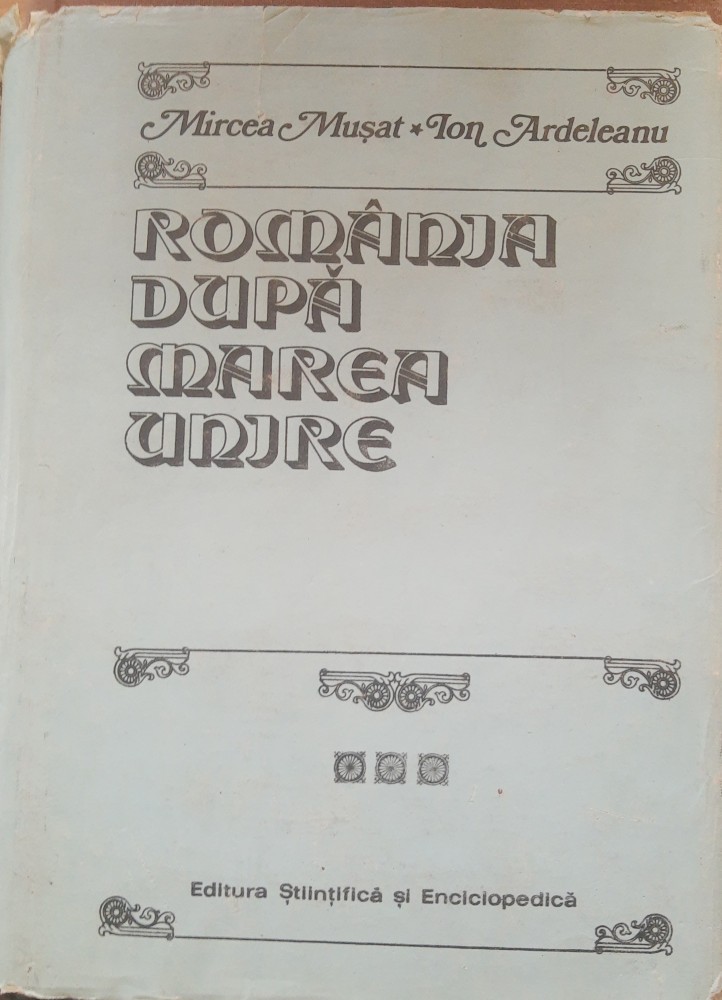 Mircea Mușat * Ion Ardeleanu
ROMÂNIA
DUPĂ
MAREA
UNIRE
Editura Științifică și Enciclopedică